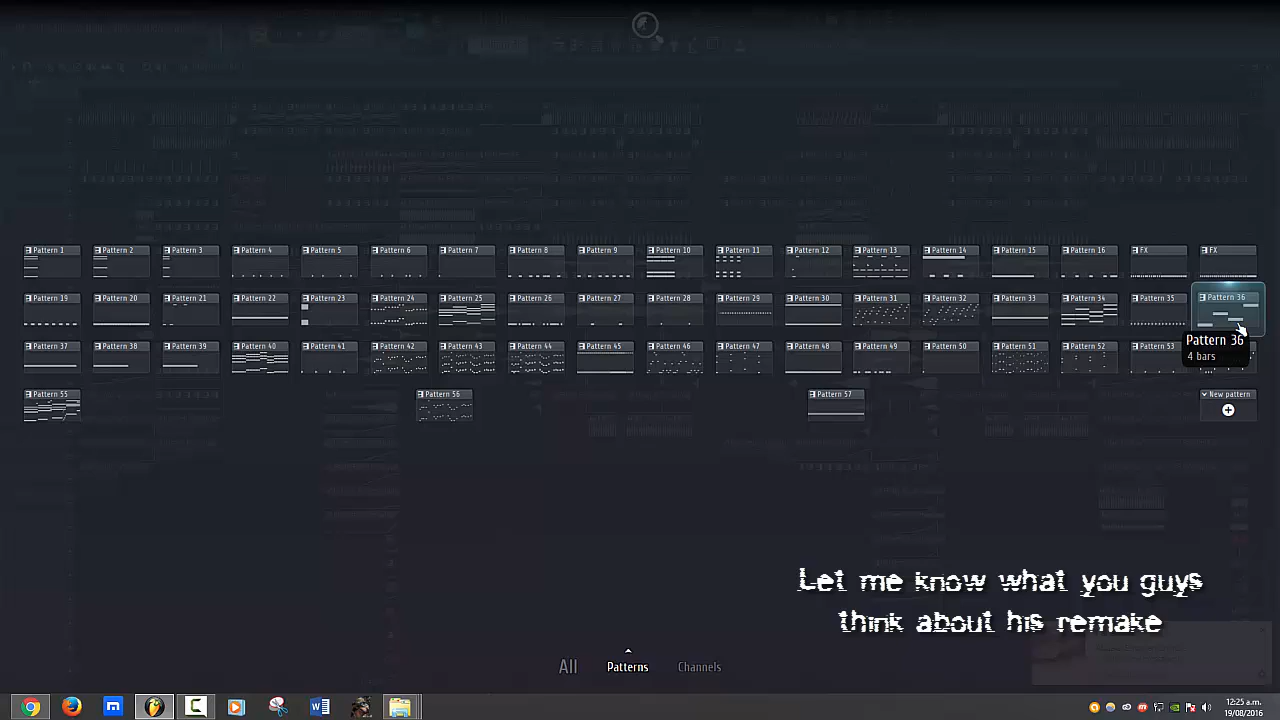 Pattern 1 Pattern 2 Pattern 3 Pattern 4 Pattern 5 Pattern 6 Pattern 7 Pattern 8 Pattern 9 Pattern 10 Pattern 11 Pattern 12 Pattern 13 Pattern 14 Pattern 15 Pattern 16 FX FX
Pattern 19 Pattern 20 Pattern 21 Pattern 22 Pattern 23 Pattern 24 Pattern 25 Pattern 26 Pattern 27 Pattern 28 Pattern 29 Pattern 30 Pattern 31 Pattern 32 Pattern 33 Pattern 34 Pattern 35 Pattern 36
Pattern 36
4 bars
Pattern 37 Pattern 38 Pattern 39 Pattern 40 Pattern 41 Pattern 42 Pattern 43 Pattern 44 Pattern 45 Pattern 46 Pattern 47 Pattern 48 Pattern 49 Pattern 50 Pattern 51 Pattern 52 Pattern 53
Pattern 55 Pattern 56 Pattern 57 New pattern
Let me know what you guys
think about his remake
All Patterns Channels
12:25 a.m.
19/08/2016